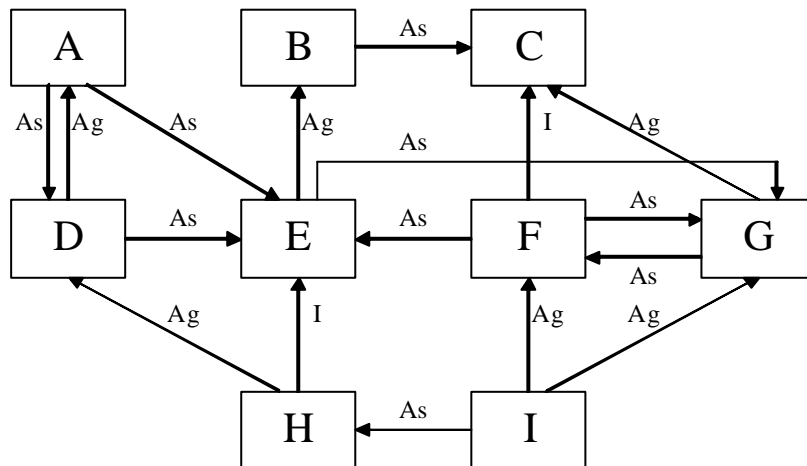 A B C
As
As Ag As Ag I Ag
As
D As E As F As G
As
Ag I Ag Ag
H As I